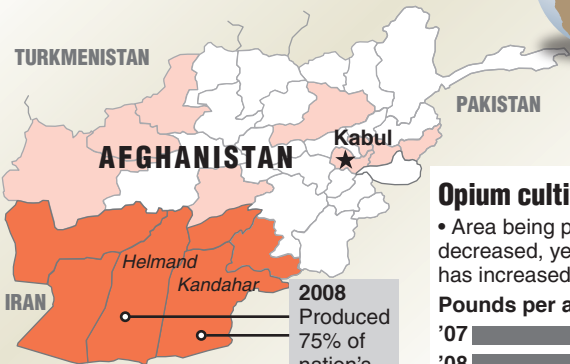 TURKMENISTAN
PAKISTAN
Kabul
AFGHANISTAN
Opium culti
• Area being p
decreased, ye
has increased
Pounds per a
Helmand
Kandahar
IRAN
2008
Produced
75% of
nation's
'07
'08